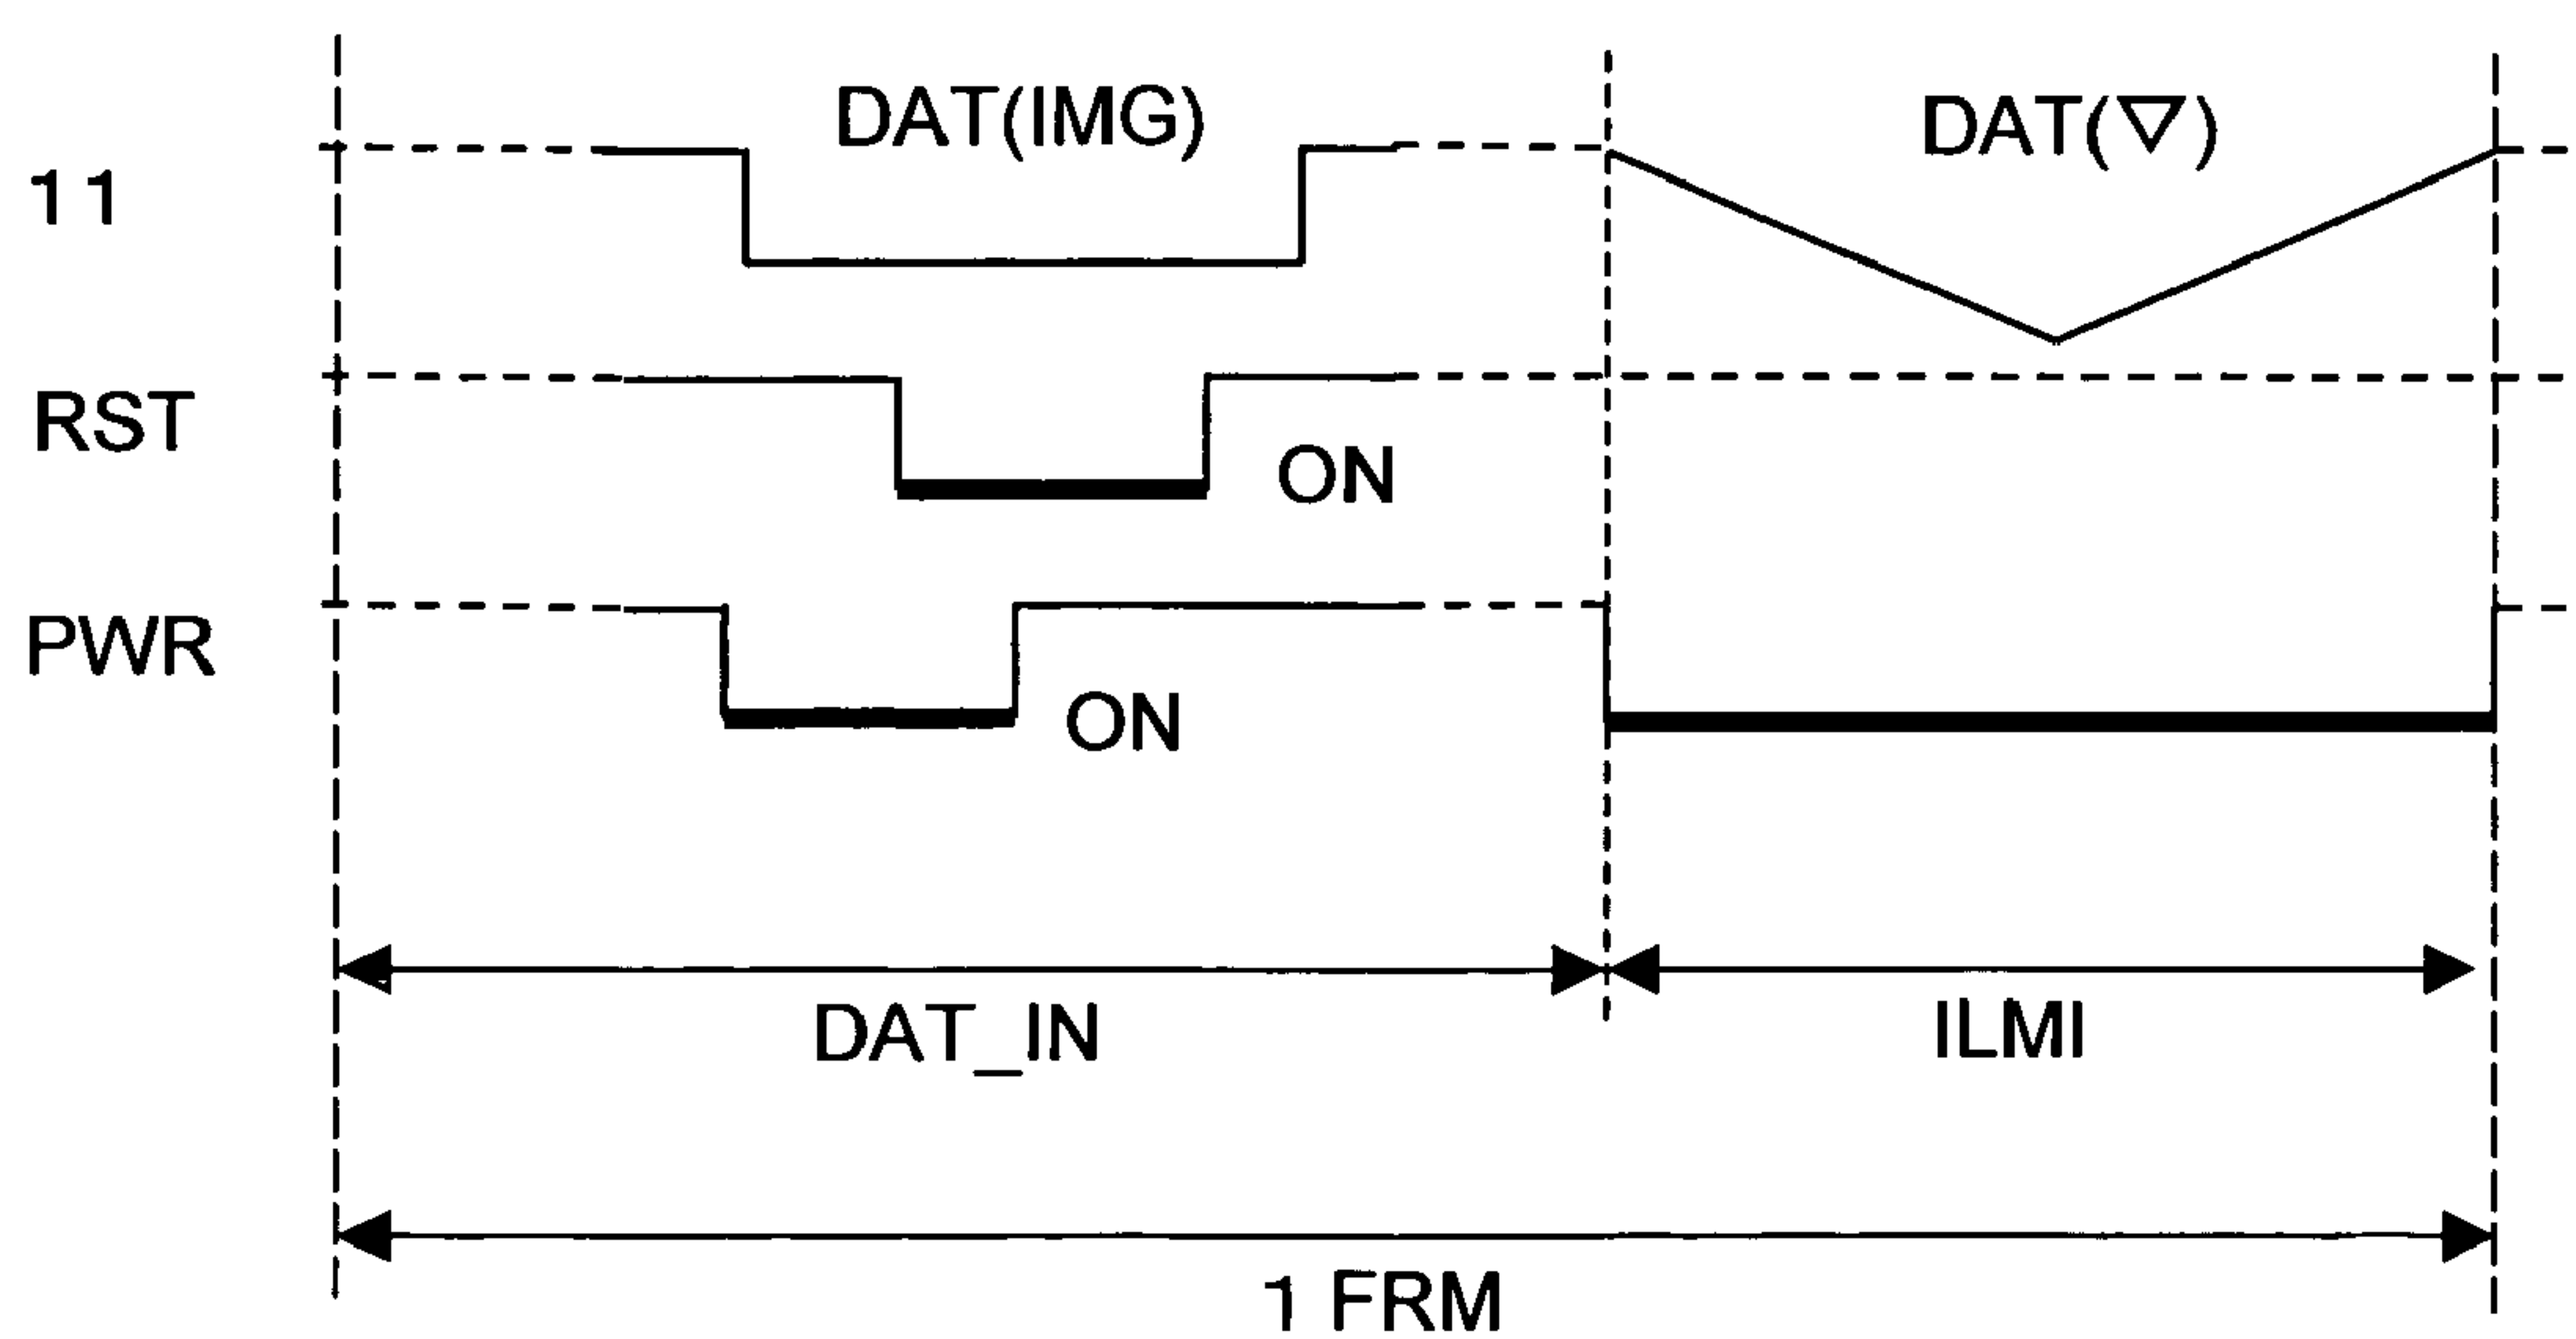 DAT(IMG)
DAT(▽)
11
RST
ON
PWR
ON
DAT_IN
ILMI
1 FRM